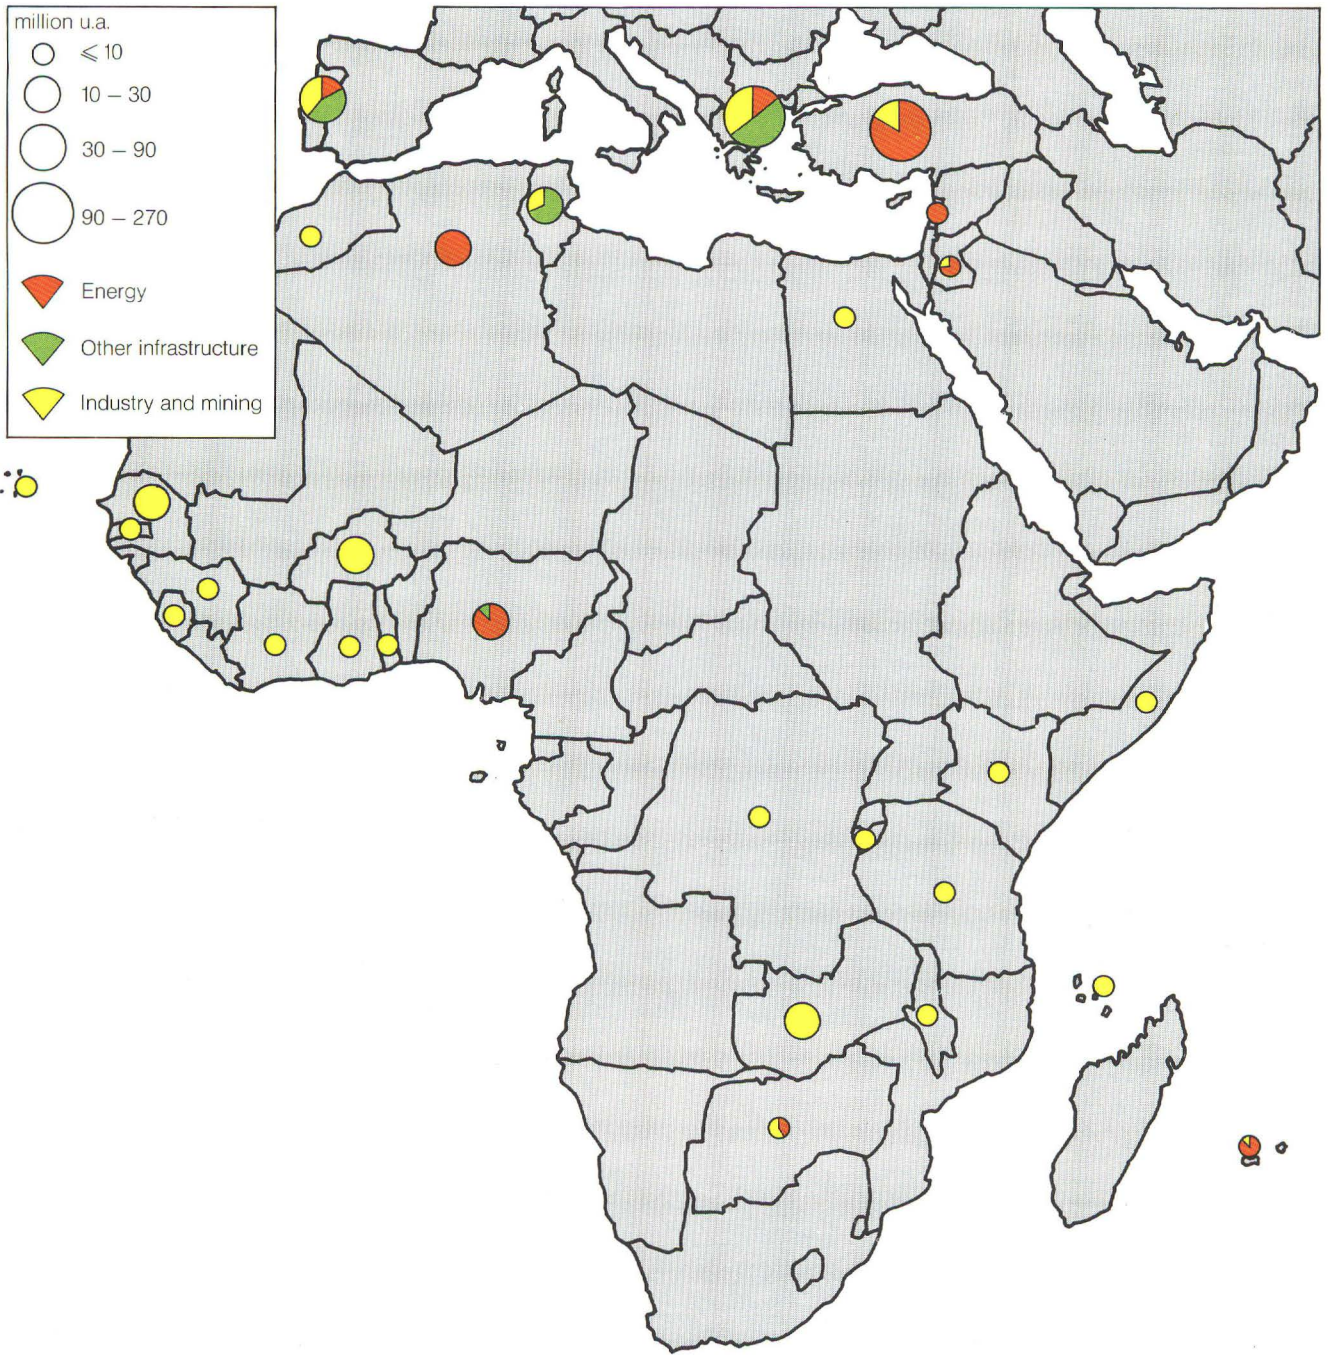 million u.a.
⩽ 10
10 – 30
30 – 90
90 – 270
Energy
Other infrastructure
Industry and mining